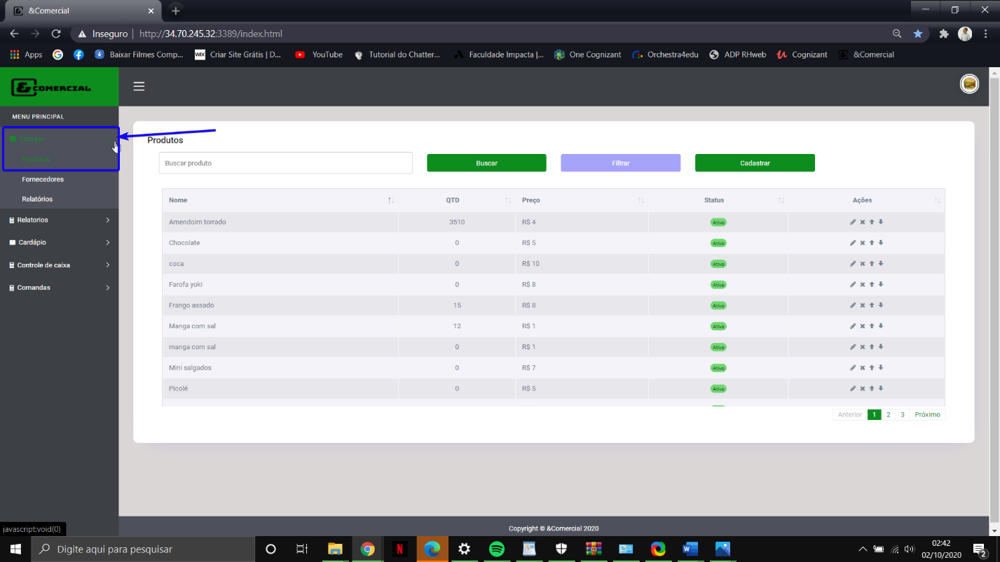 &Comercial
Inseguro | http://34.70.245.32:3389/index.html
Apps Baixar Filmes Comp... WIX Criar Site Grátis | D... YouTube Tutorial do Chatter... Faculdade Impacta |... One Cognizant Orchestra4edu ADP RHweb Cognizant &Comercial
&COMERCIAL
MENU PRINCIPAL
Estoque
Produtos
Fornecedores
Relatórios
Relatorios
Cardápio
Controle de caixa
Comandas
Produtos
Buscar produto Buscar Filtrar Cadastrar
Nome QTD Preço Status Ações
Amendoim torrado 3510 R$ 4 Ativo
Chocolate 0 R$ 5 Ativo
coca 0 R$ 10 Ativo
Farofa yoki 0 R$ 8 Ativo
Frango assado 15 R$ 8 Ativo
Manga com sal 12 R$ 1 Ativo
manga com sal 0 R$ 1 Ativo
Mini salgados 0 R$ 7 Ativo
Picolé 0 R$ 5 Ativo
Anterior 1 2 3 Próximo
Copyright © &Comercial 2020
javascript:void(0)
Digite aqui para pesquisar
02:42
02/10/2020
2